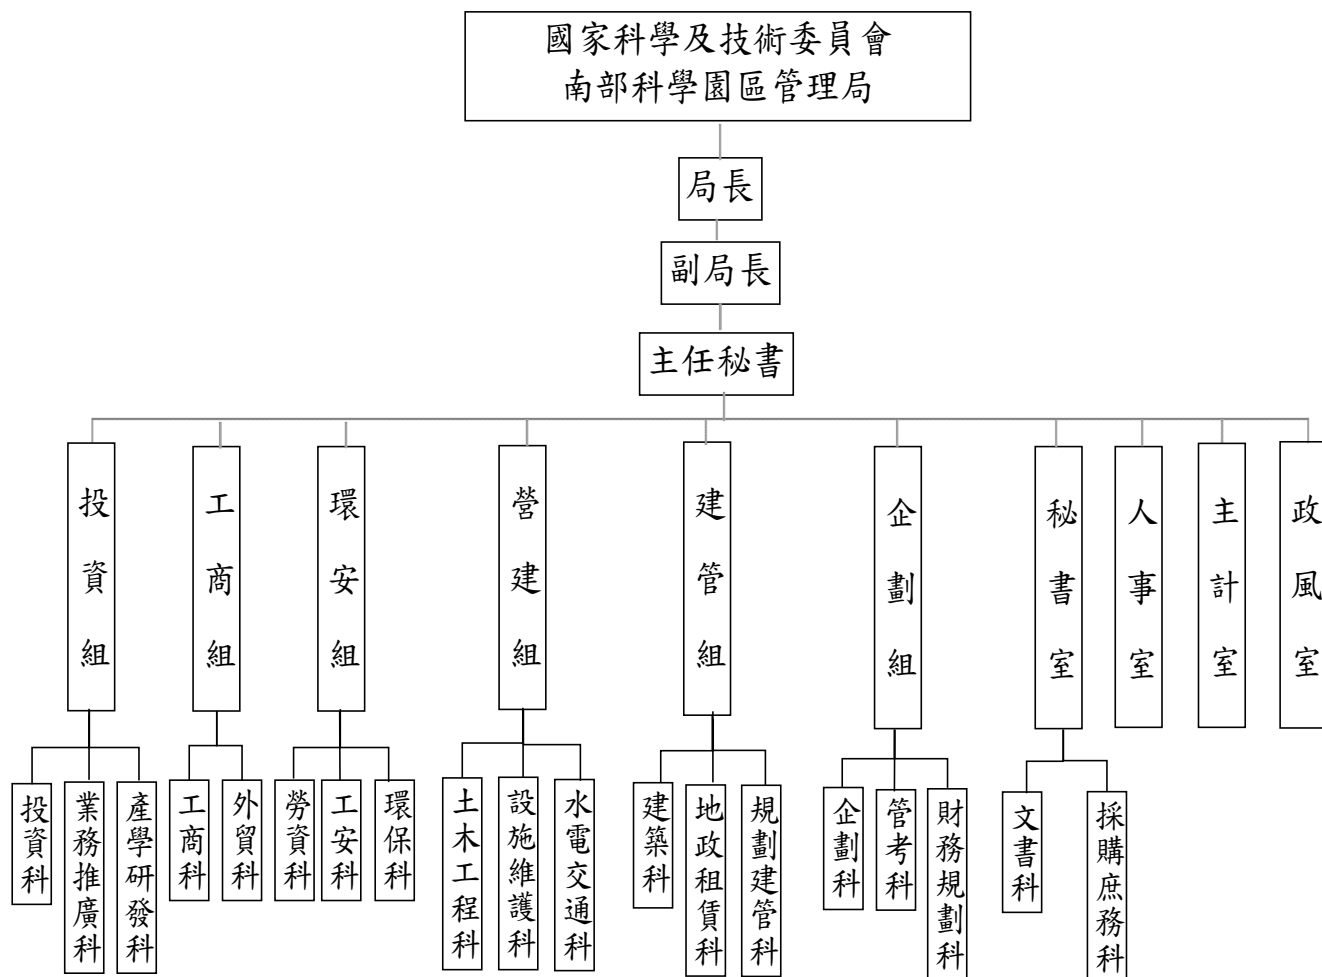 國家科學及技術委員會
南部科學園區管理局
局長
副局長
主任秘書
投資組
工商組
環安組
營建組
建管組
企劃組
秘書室
人事室
主計室
政風室
投資科
業務推廣科
產學研發科
工商科
外貿科
勞資科
工安科
環保科
土木工程科
設施維護科
水電交通科
建築科
地政租賃科
規劃建管科
企劃科
管考科
財務規劃科
文書科
採購庶務科